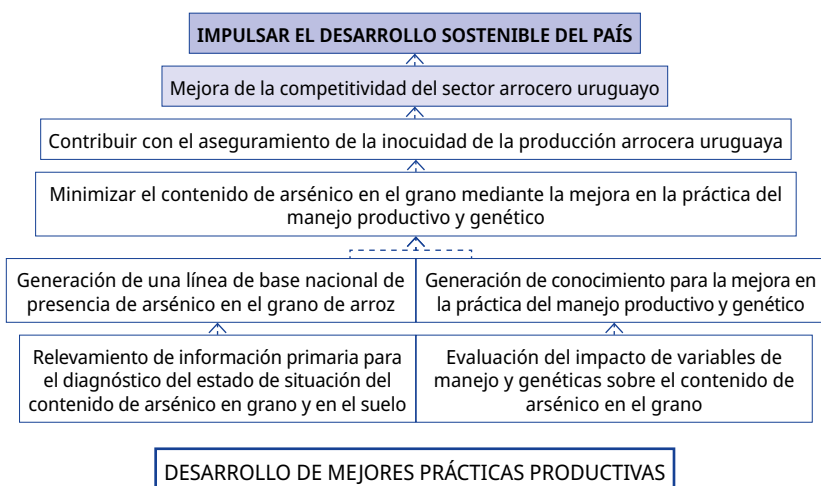 IMPULSAR EL DESARROLLO SOSTENIBLE DEL PAÍS
Mejora de la competitividad del sector arrocero uruguayo
Contribuir con el aseguramiento de la inocuidad de la producción arrocera uruguaya
Minimizar el contenido de arsénico en el grano mediante la mejora en la práctica del
manejo productivo y genético
Generación de una línea de base nacional de
presencia de arsénico en el grano de arroz
Generación de conocimiento para la mejora en
la práctica del manejo productivo y genético
Relevamiento de información primaria para
el diagnóstico del estado de situación del
contenido de arsénico en grano y en el suelo
Evaluación del impacto de variables de
manejo y genéticas sobre el contenido de
arsénico en el grano
DESARROLLO DE MEJORES PRÁCTICAS PRODUCTIVAS